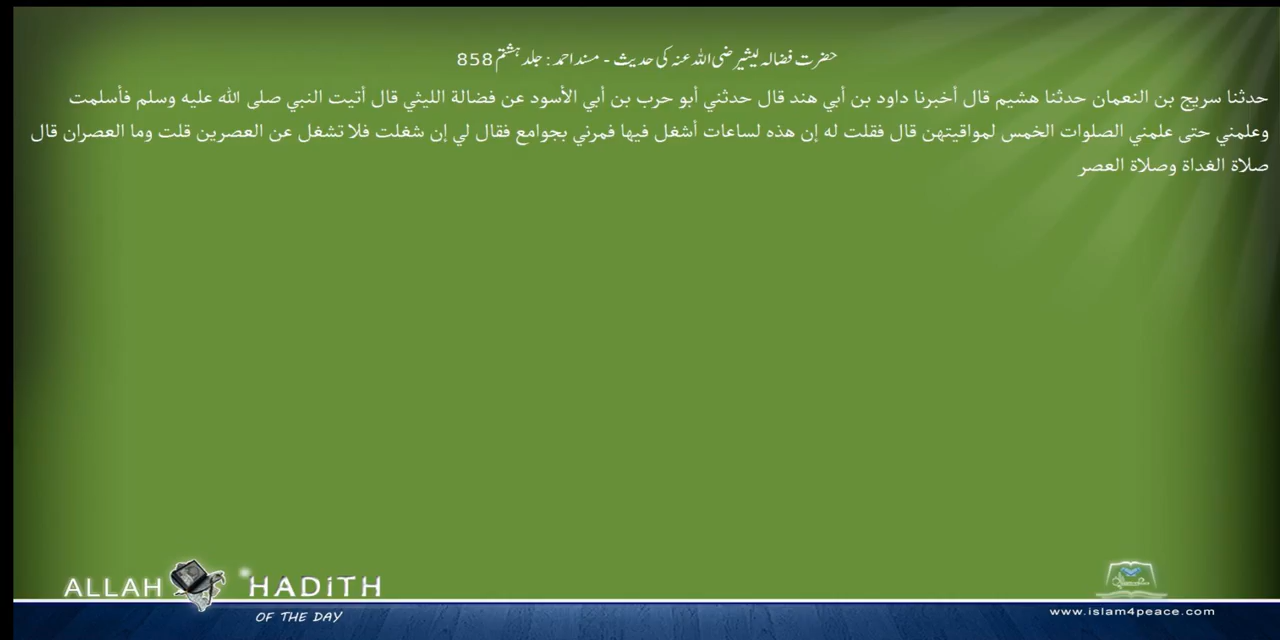 حضرت فضالہ لیشیر رضی اللہ عنہ کی حدیث - مسند احمد : جلد ہشتم 858
حدثنا سريج بن النعمان حدثنا هشيم قال أخبرنا داود بن أبي هند قال حدثني أبو حرب بن أبي الأسود عن فضالة الليثي قال أتيت النبي صلى الله عليه وسلم فأسلمت
وعلمني حتى علمني الصلوات الخمس لمواقيتهن قال فقلت له إن هذه لساعات أشغل فيها فمرني بجوامع فقال لي إن شغلت فلا تشغل عن العصرين قلت وما العصران قال
صلاة الغداة وصلاة العصر
ALLAH HADITH
OF THE DAY
www.islam4peace.com